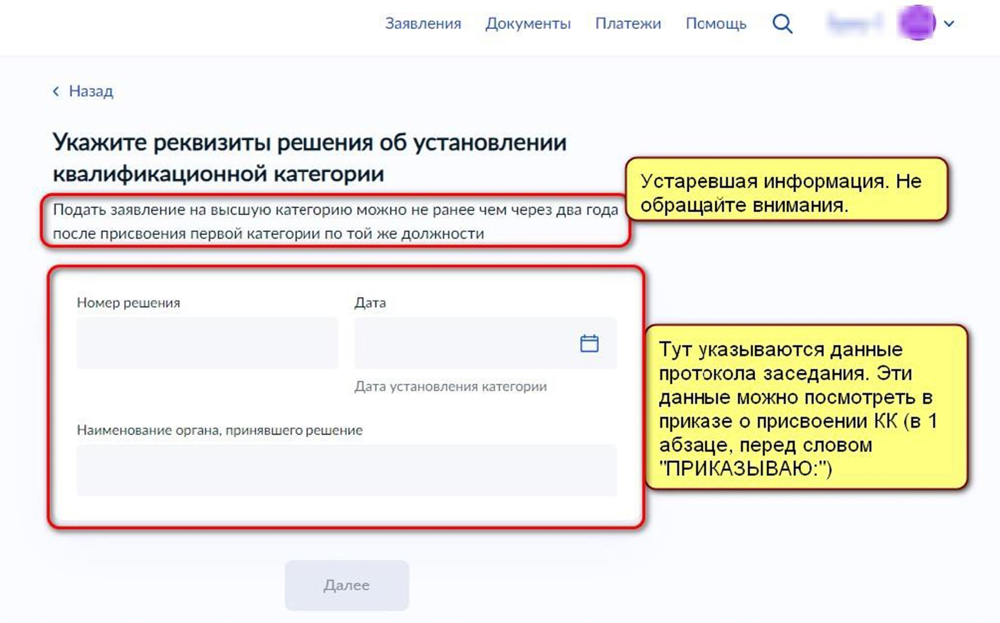 Заявления Документы Платежи Помощь
Назад
Укажите реквизиты решения об установлении
квалификационной категории
Подать заявление на высшую категорию можно не ранее чем через два года
после присвоения первой категории по той же должности
Устаревшая информация. Не
обращайте внимания.
Номер решения
Дата
Дата установления категории
Наименование органа, принявшего решение
Тут указываются данные
протокола заседания. Эти
данные можно посмотреть в
приказе о присвоении КК (в 1
абзаце, перед словом
"ПРИКАЗЫВАЮ:")
Далее